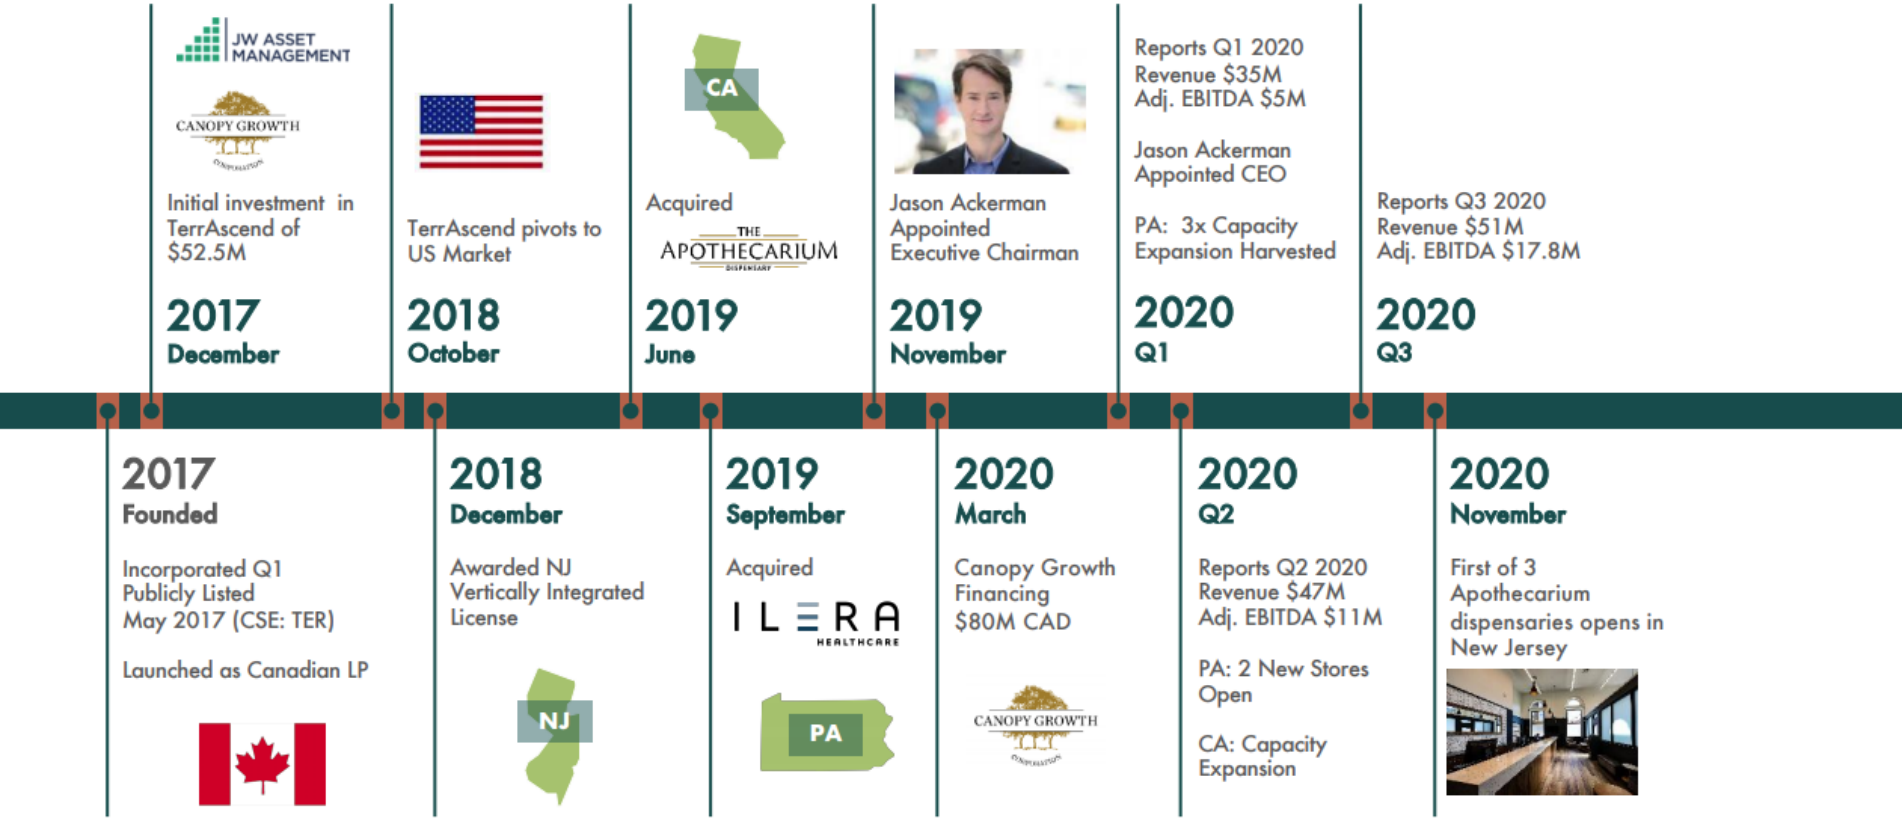 JW ASSET
MANAGEMENT
CANOPY GROWTH
CORPORATION
Initial investment in
TerrAscend of
$52.5M
2017
December
TerrAscend pivots to
US Market
2018
October
CA
Acquired
THE
APOTHECARIUM
DISPENSARY
2019
June
Jason Ackerman
Appointed
Executive Chairman
2019
November
Reports Q1 2020
Revenue $35M
Adj. EBITDA $5M
Jason Ackerman
Appointed CEO
PA: 3x Capacity
Expansion Harvested
2020
Q1
Reports Q3 2020
Revenue $51M
Adj. EBITDA $17.8M
2020
Q3
2017
Founded
Incorporated Q1
Publicly Listed
May 2017 (CSE: TER)
Launched as Canadian LP
2018
December
Awarded NJ
Vertically Integrated
License
NJ
2019
September
Acquired
ILERA
HEALTHCARE
PA
2020
March
Canopy Growth
Financing
$80M CAD
CANOPY GROWTH
CORPORATION
2020
Q2
Reports Q2 2020
Revenue $47M
Adj. EBITDA $11M
PA: 2 New Stores
Open
CA: Capacity
Expansion
2020
November
First of 3
Apothecarium
dispensaries opens in
New Jersey